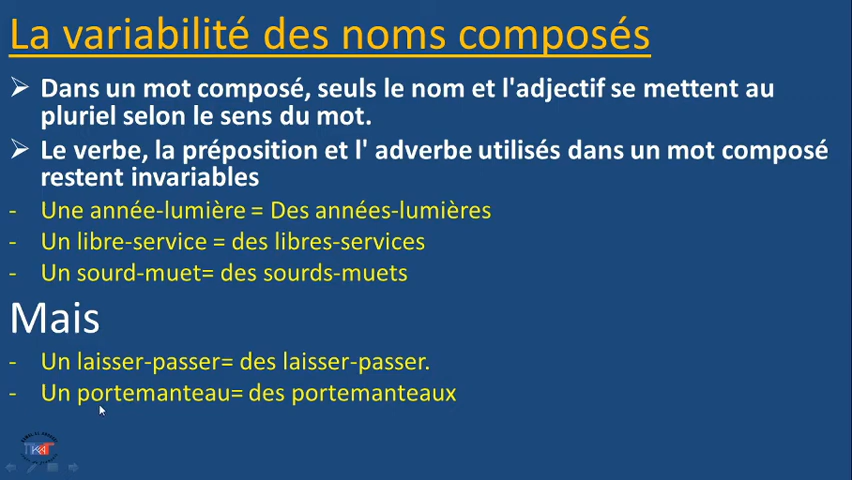 La variabilité des noms composés
Dans un mot composé, seuls le nom et l'adjectif se mettent au
pluriel selon le sens du mot.
Le verbe, la préposition et l' adverbe utilisés dans un mot composé
restent invariables
- Une année-lumière = Des années-lumières
- Un libre-service = des libres-services
- Un sourd-muet= des sourds-muets
Mais
- Un laisser-passer= des laisser-passer.
- Un portemanteau= des portemanteaux